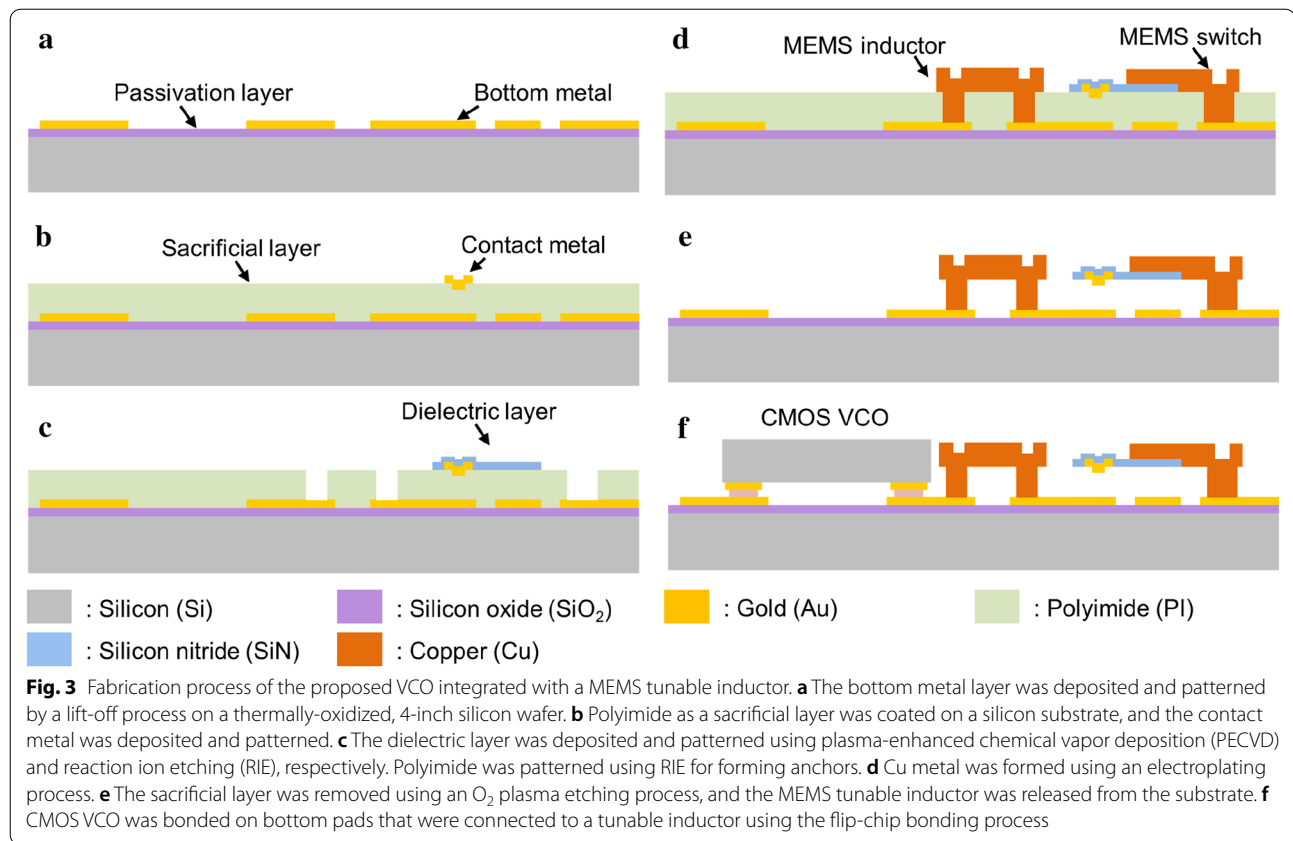 a
Passivation layer
Bottom metal
b
Sacrificial layer
Contact metal
c
Dielectric layer
d
MEMS inductor
MEMS switch
e
f
CMOS VCO
: Silicon (Si)
: Silicon oxide (SiO₂)
: Gold (Au)
: Polyimide (PI)
: Silicon nitride (SiN)
: Copper (Cu)
Fig. 3 Fabrication process of the proposed VCO integrated with a MEMS tunable inductor. a The bottom metal layer was deposited and patterned
by a lift-off process on a thermally-oxidized, 4-inch silicon wafer. b Polyimide as a sacrificial layer was coated on a silicon substrate, and the contact
metal was deposited and patterned. c The dielectric layer was deposited and patterned using plasma-enhanced chemical vapor deposition (PECVD)
and reaction ion etching (RIE), respectively. Polyimide was patterned using RIE for forming anchors. d Cu metal was formed using an electroplating
process. e The sacrificial layer was removed using an O₂ plasma etching process, and the MEMS tunable inductor was released from the substrate. f
CMOS VCO was bonded on bottom pads that were connected to a tunable inductor using the flip-chip bonding process